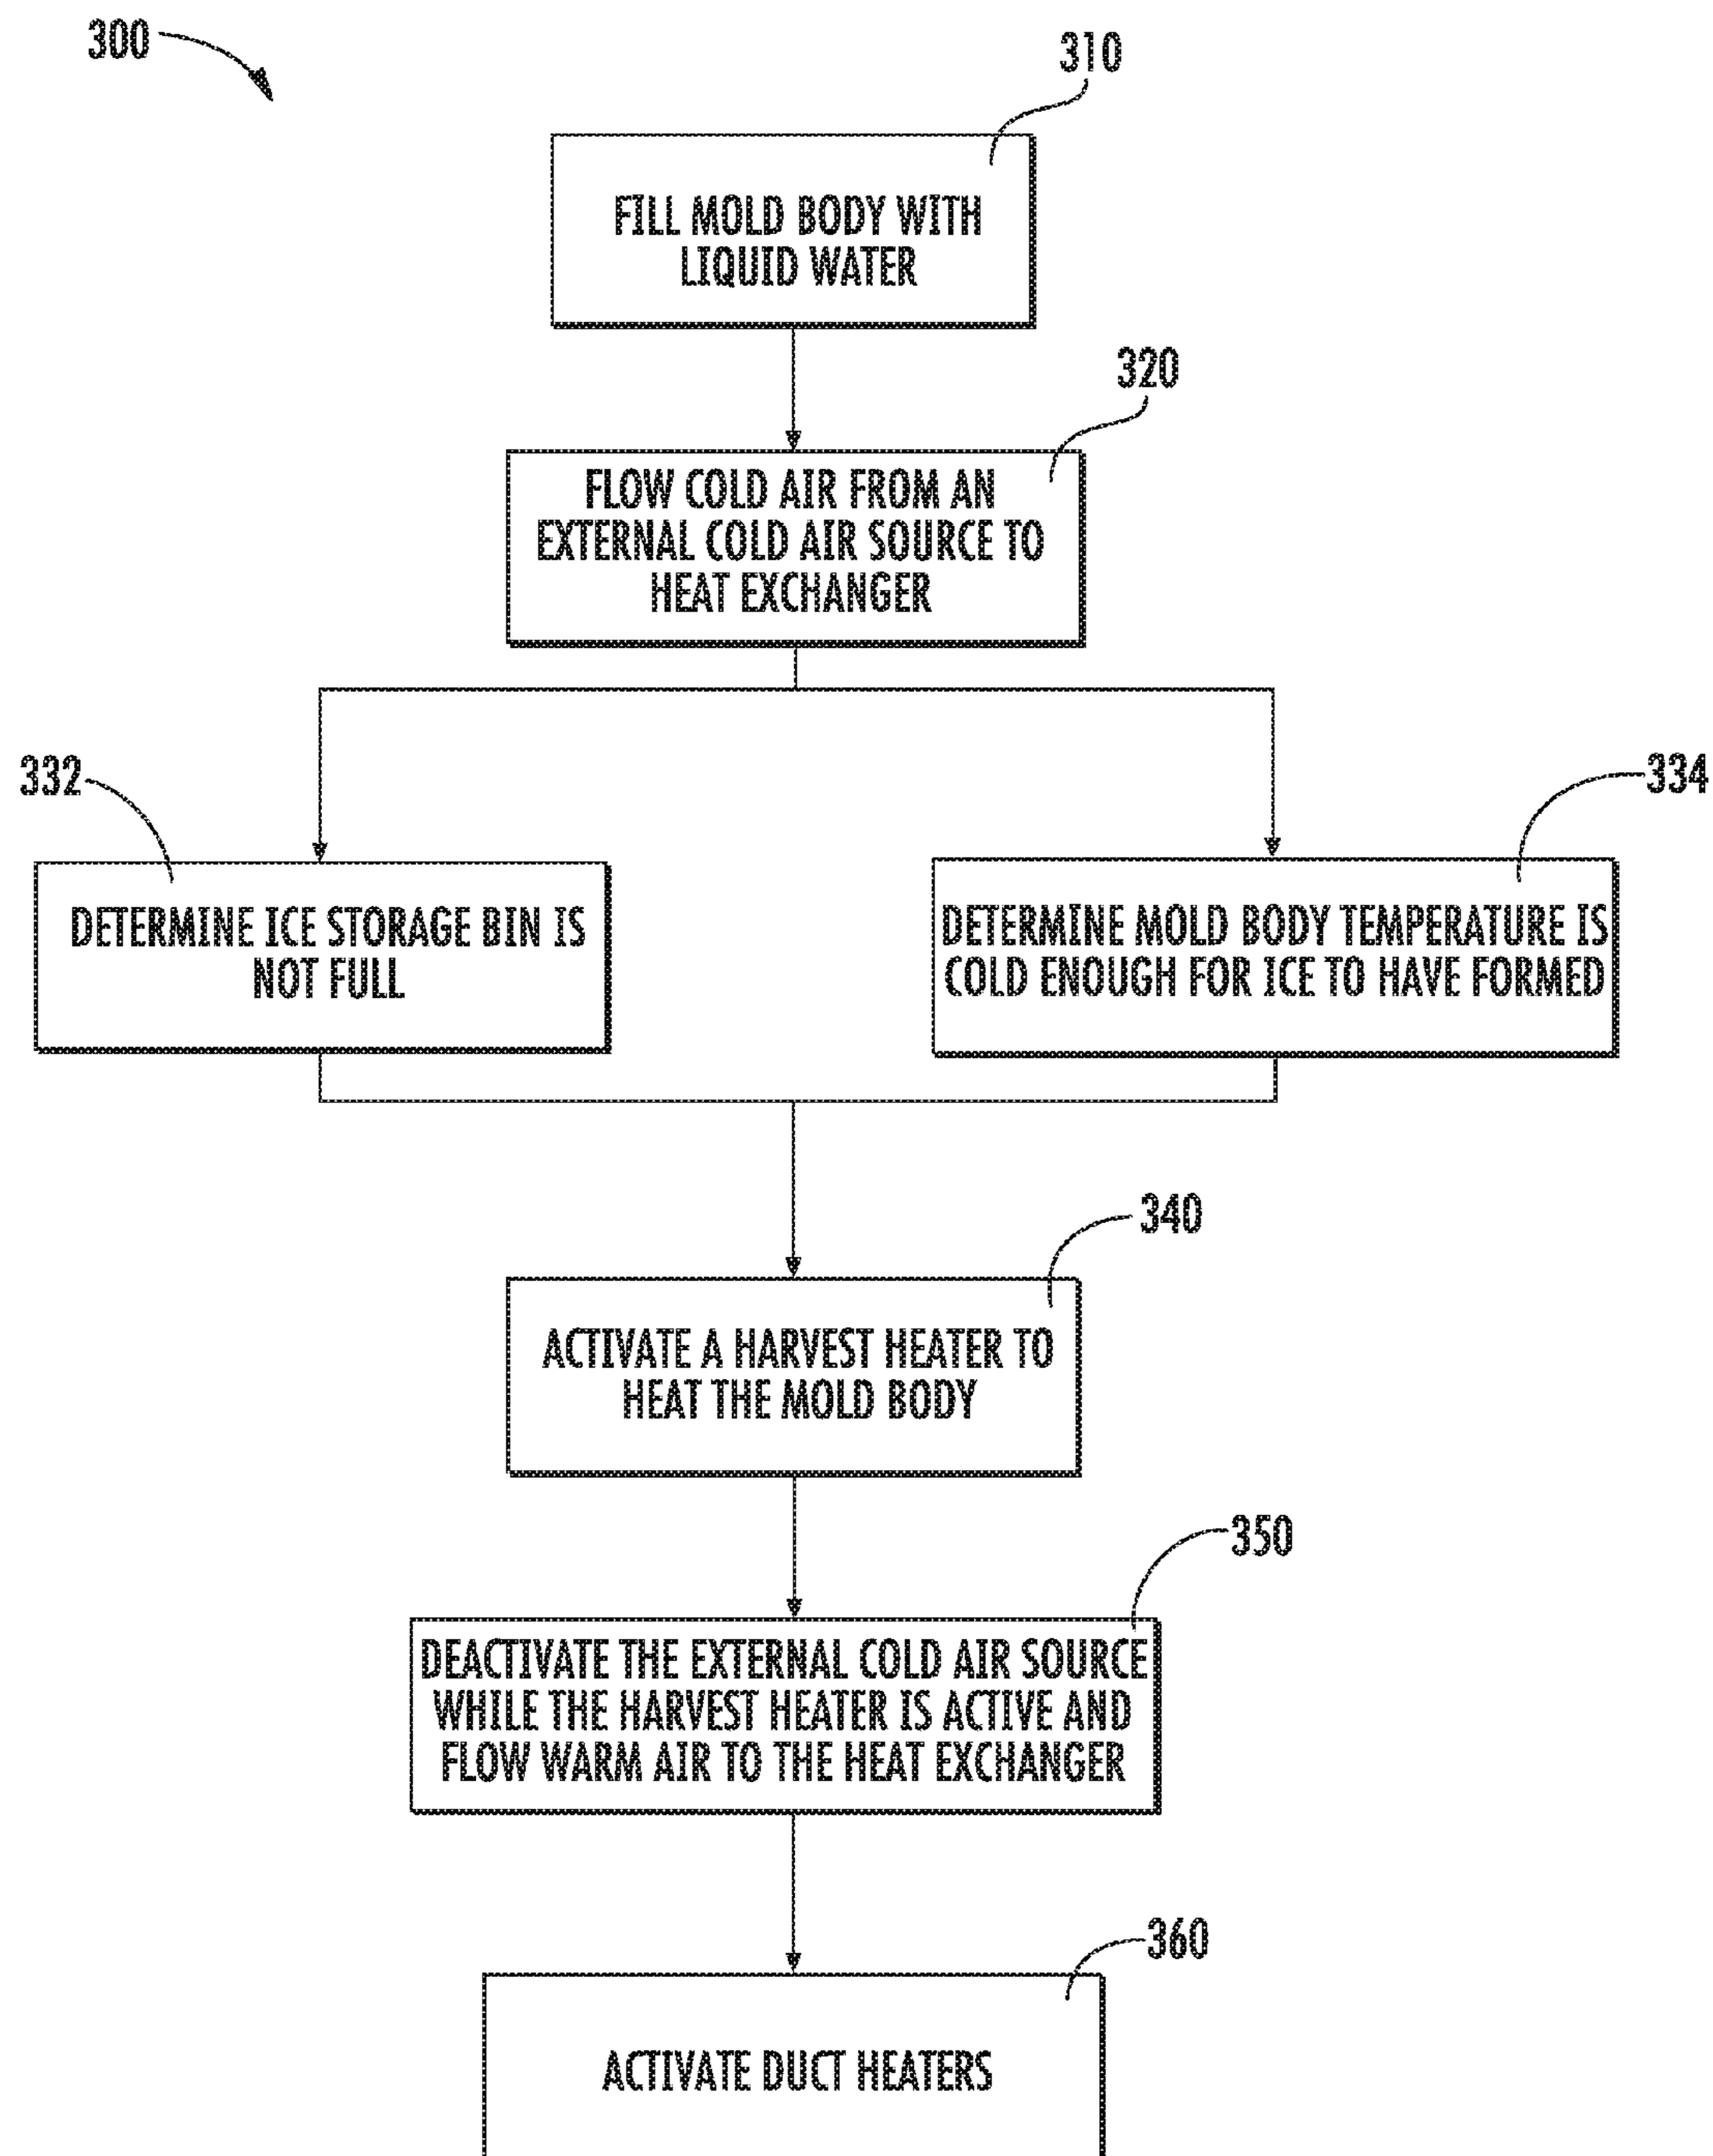 300
310
FILL MOLD BODY WITH
LIQUID WATER
320
FLOW COLD AIR FROM AN
EXTERNAL COLD AIR SOURCE TO
HEAT EXCHANGER
332
334
DETERMINE ICE STORAGE BIN IS
NOT FULL
DETERMINE MOLD BODY TEMPERATURE IS
COLD ENOUGH FOR ICE TO HAVE FORMED
340
ACTIVATE A HARVEST HEATER TO
HEAT THE MOLD BODY
350
DEACTIVATE THE EXTERNAL COLD AIR SOURCE
WHILE THE HARVEST HEATER IS ACTIVE AND
FLOW WARM AIR TO THE HEAT EXCHANGER
360
ACTIVATE DUCT HEATERS